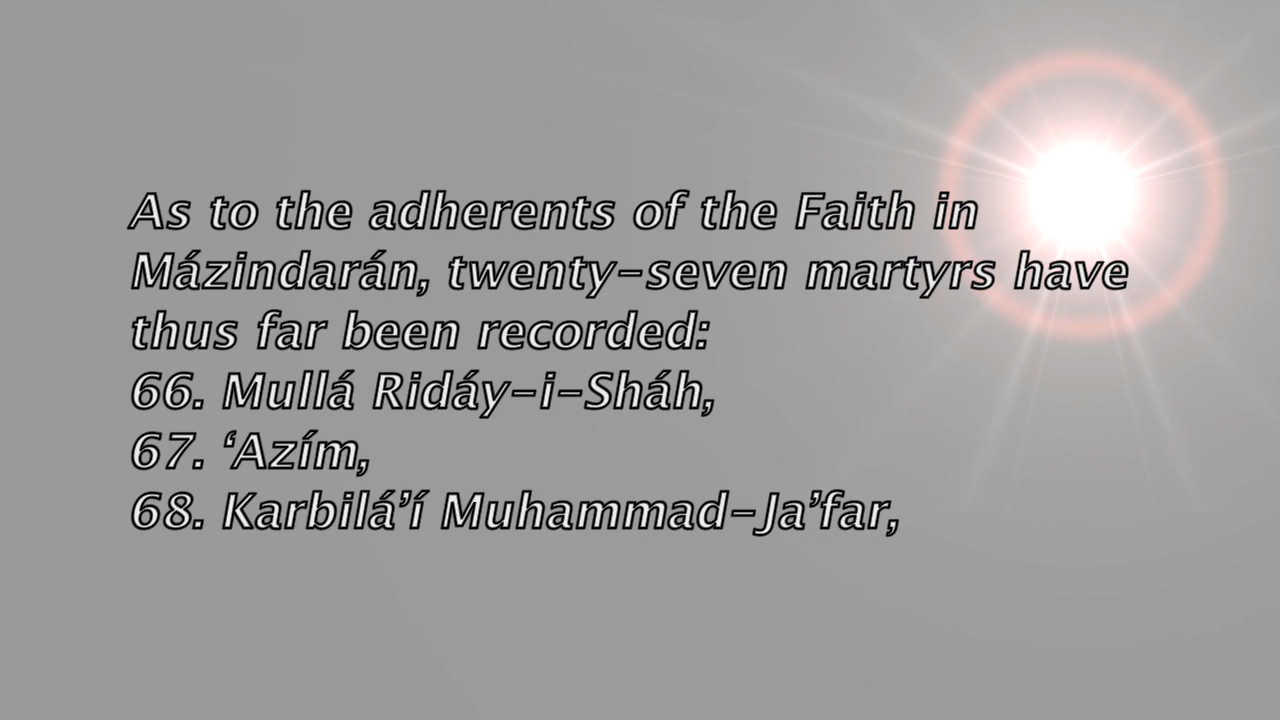 As to the adherents of the Faith in
Mázindarán, twenty-seven martyrs have
thus far been recorded:
66. Mullá Ridáy-i-Sháh,
67. ‘Azím,
68. Karbilá’í Muhammad-Ja’far,